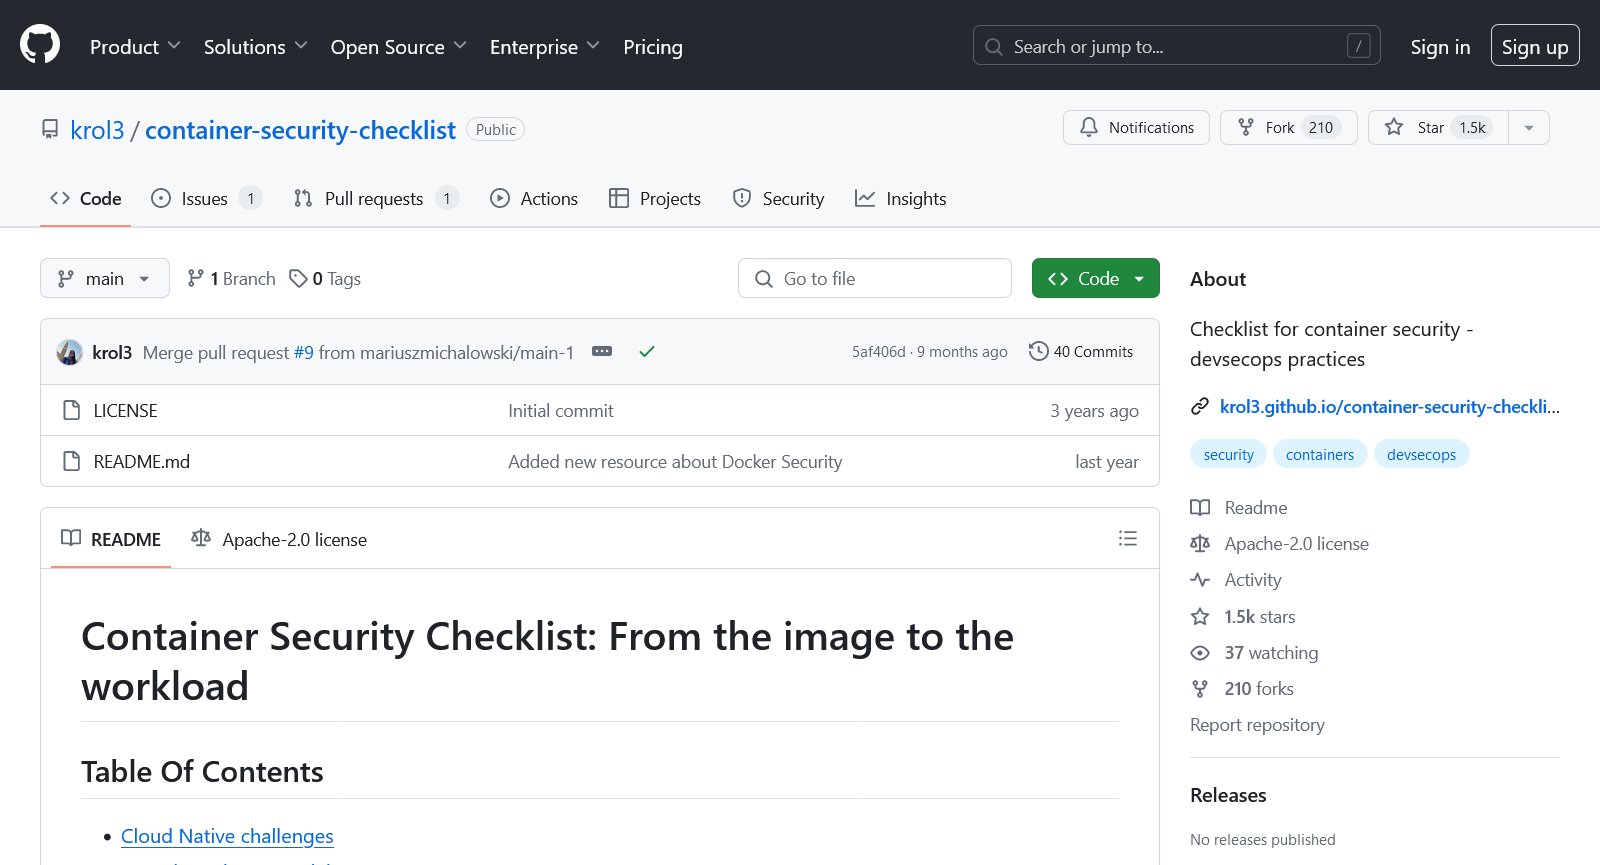 Product Solutions Open Source Enterprise Pricing Search or jump to... / Sign in Sign up
krol3 / container-security-checklist Public Notifications Fork 210 Star 1.5k
Code Issues 1 Pull requests 1 Actions Projects Security Insights
main 1 Branch 0 Tags Go to file Code
krol3 Merge pull request #9 from mariuszmichalowski/main-1 5af406d · 9 months ago 40 Commits
LICENSE Initial commit 3 years ago
README.md Added new resource about Docker Security last year
README Apache-2.0 license
Container Security Checklist: From the image to the
workload
Table Of Contents
Cloud Native challenges
About
Checklist for container security -
devsecops practices
krol3.github.io/container-security-checkli...
security containers devsecops
Readme
Apache-2.0 license
Activity
1.5k stars
37 watching
210 forks
Report repository
Releases
No releases published